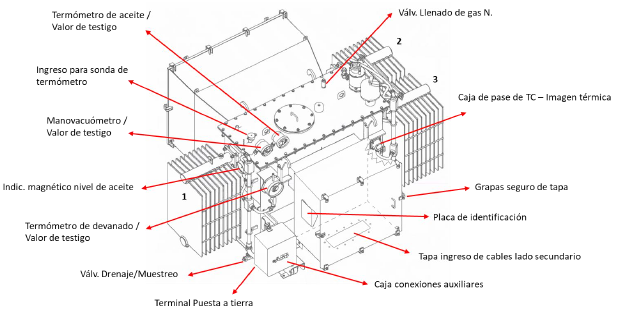 Termómetro de aceite /
Valor de testigo
Válv. Llenado de gas N.
2
3
Ingreso para sonda de
termómetro
Caja de pase de TC – Imagen térmica
Manovacuómetro /
Valor de testigo
Indic. magnético nivel de aceite
1
Grapas seguro de tapa
Placa de identificación
Termómetro de devanado /
Valor de testigo
Tapa ingreso de cables lado secundario
Válv. Drenaje/Muestreo
Caja conexiones auxiliares
Terminal Puesta a tierra